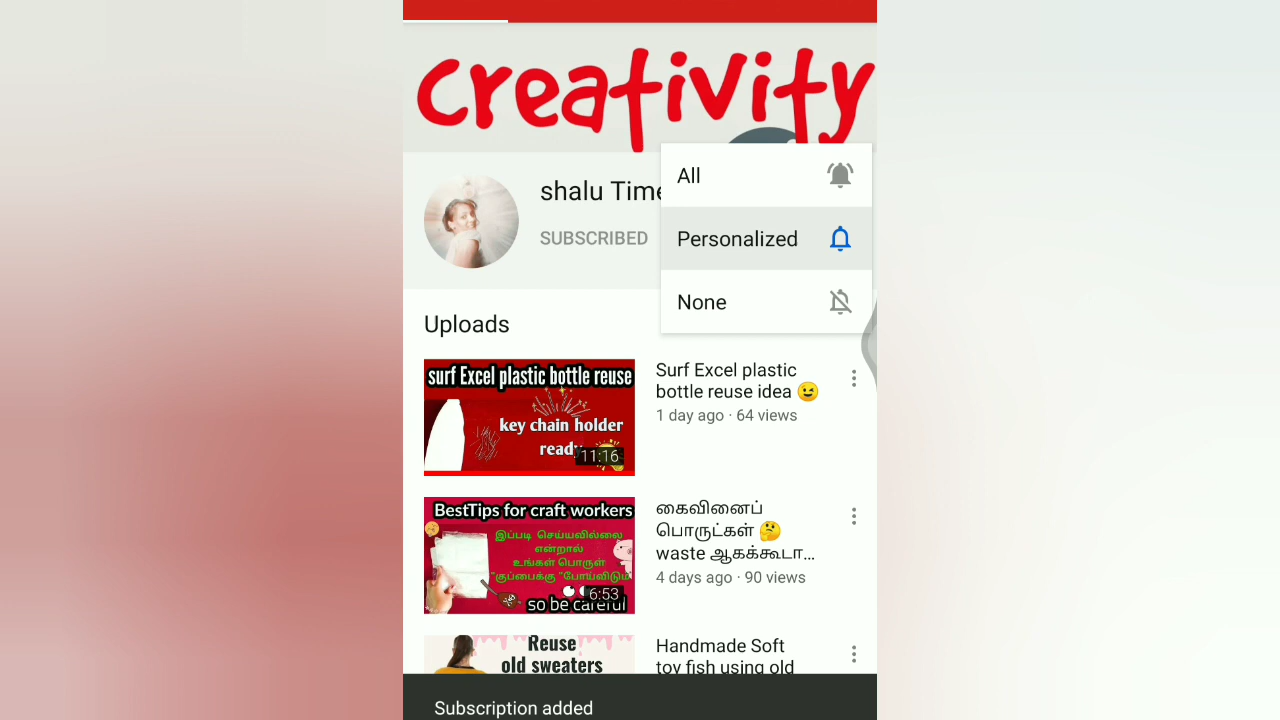 creativity
shalu Time
SUBSCRIBED
All
Personalized
None
Uploads
surf Excel plastic bottle reuse
key chain holder
ready
11:16
Surf Excel plastic
bottle reuse idea 😉
1 day ago · 64 views
BestTips for craft workers
இப்படி செய்யவில்லை
என்றால்
உங்கள் பொருள்
"குப்பைக்கு "போய்விடும்
6:53
so be careful
கைவினைப்
பொருட்கள் 🤔
waste ஆகக்கூடா...
4 days ago · 90 views
Reuse
old sweaters
Handmade Soft
toy fish using old
Subscription added